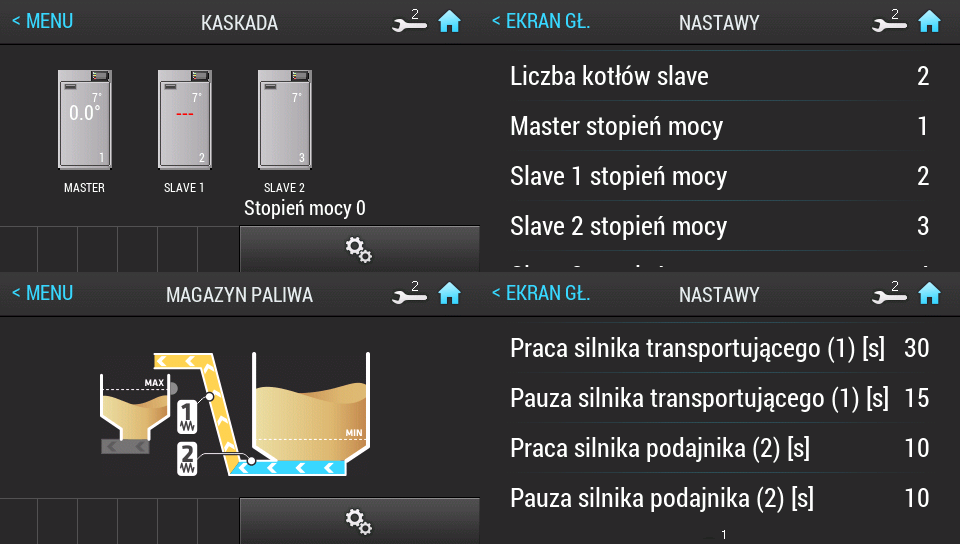 < MENU KASKADA 2
7° 7° 7°
0.0° ---
1 2 3
MASTER SLAVE 1 SLAVE 2
Stopień mocy 0
< EKRAN GŁ. NASTAWY 2
Liczba kotłów slave 2
Master stopień mocy 1
Slave 1 stopień mocy 2
Slave 2 stopień mocy 3
< MENU MAGAZYN PALIWA 2
MAX
1
MIN
2
< EKRAN GŁ. NASTAWY 2
Praca silnika transportującego (1) [s] 30
Pauza silnika transportującego (1) [s] 15
Praca silnika podajnika (2) [s] 10
Pauza silnika podajnika (2) [s] 10
1